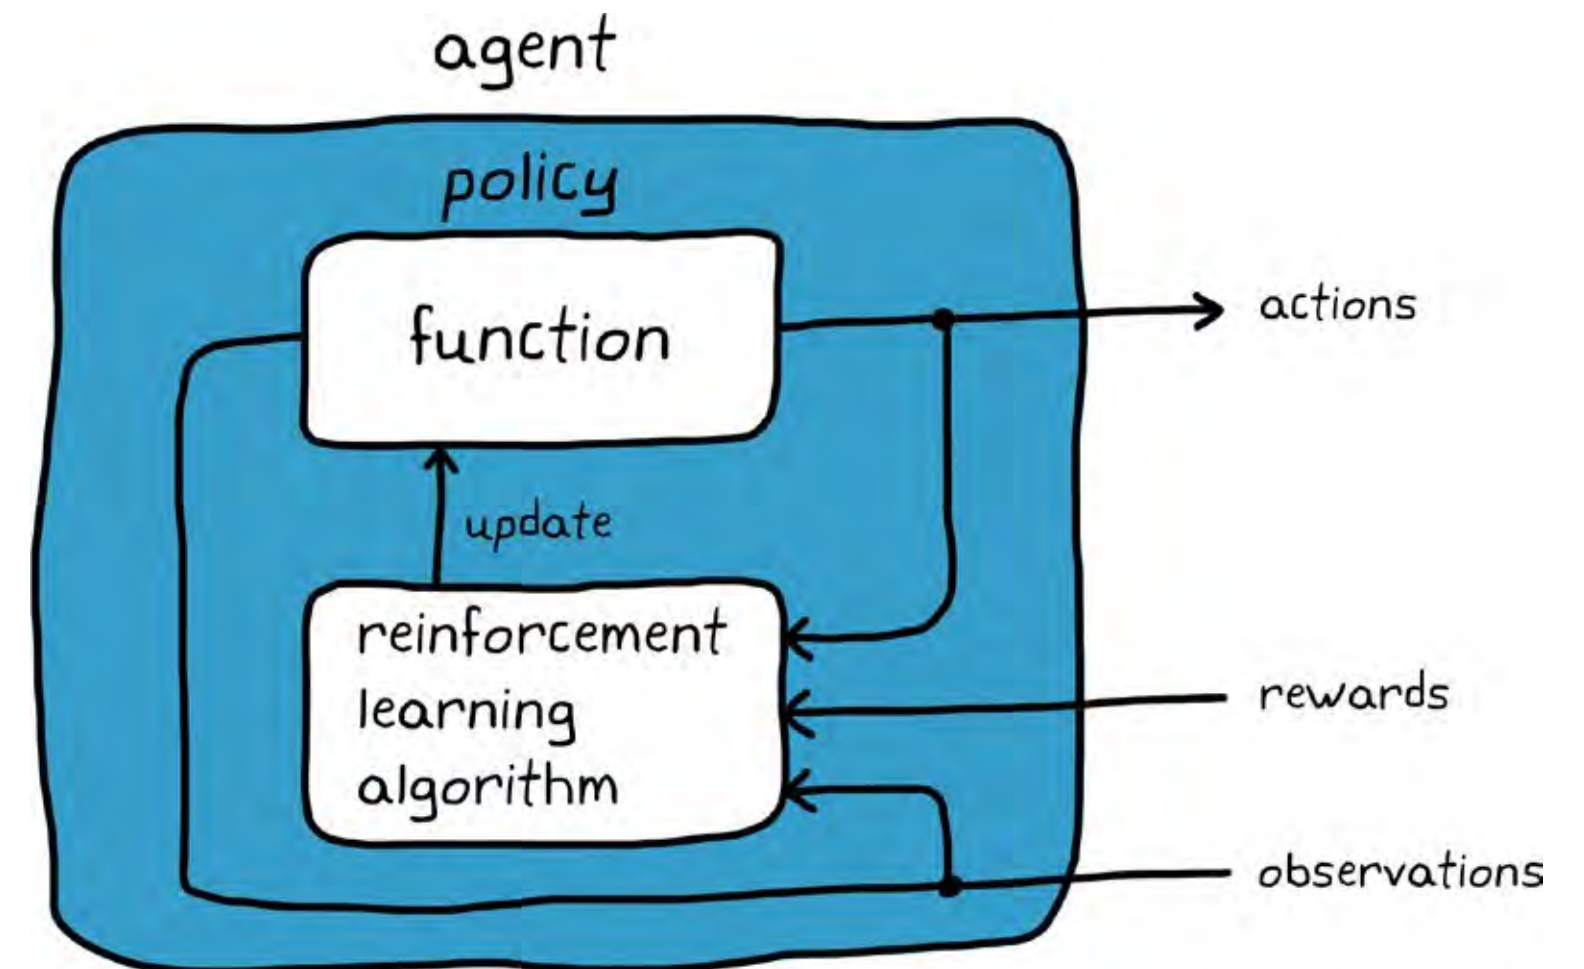 agent
policy
function
actions
update
reinforcement
learning
algorithm
rewards
observations